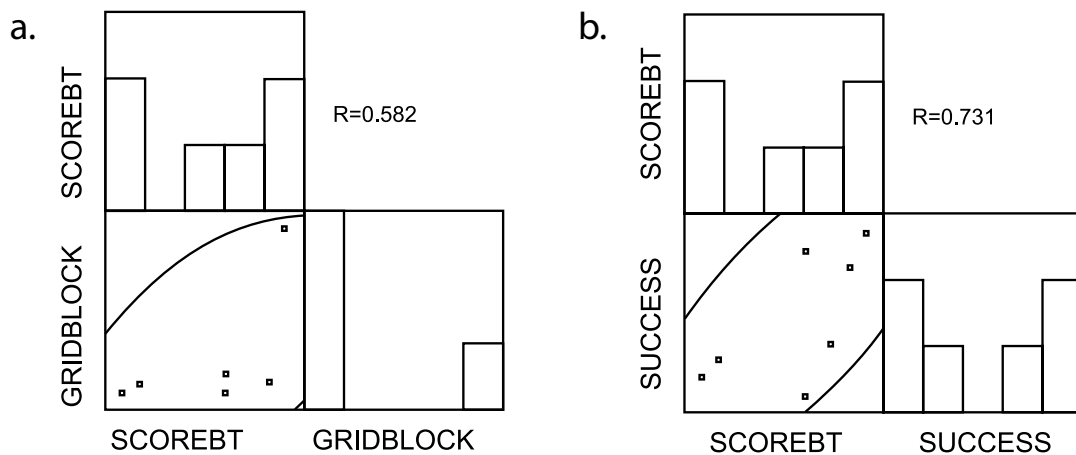 a.
SCOREBT
R=0.582
GRIDBLOCK
SCOREBT
GRIDBLOCK
b.
SCOREBT
R=0.731
SUCCESS
SCOREBT
SUCCESS